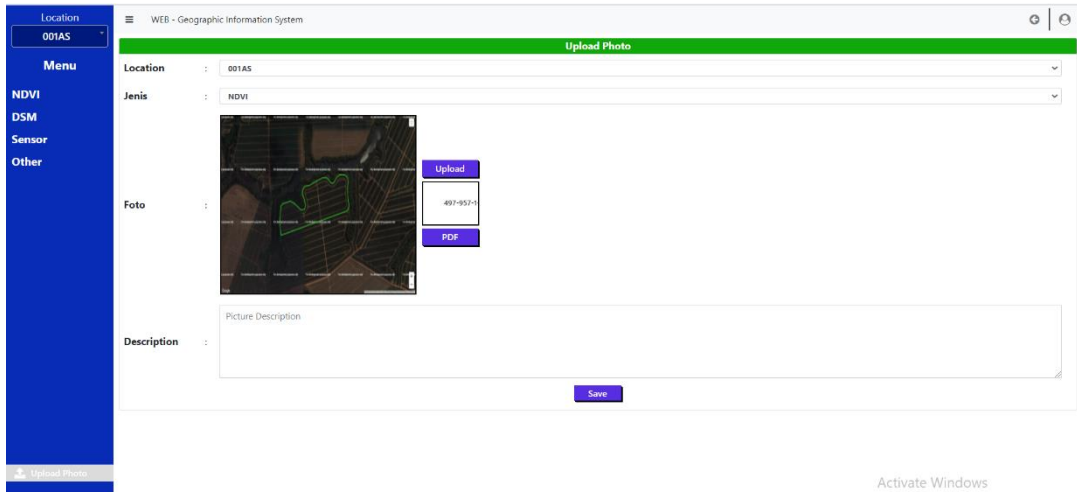 Location
001AS
Menu
NDVI
DSM
Sensor
Other
Upload Photo
WEB - Geographic Information System
Upload Photo
Location : 001AS
Jenis : NDVI
Foto :
Upload
497-957-1
PDF
Description : Picture Description
Save
Activate Windows